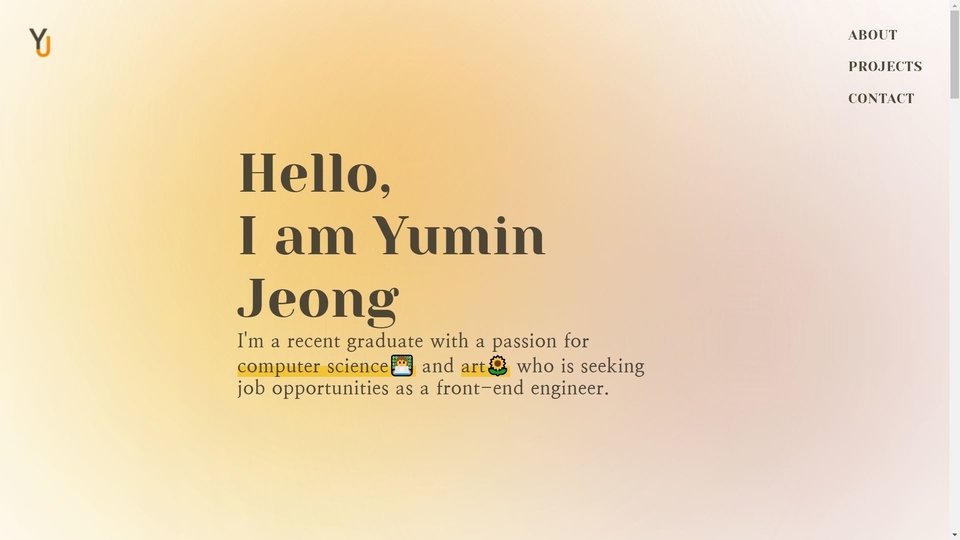 YJ
ABOUT
PROJECTS
CONTACT
Hello,
I am Yumin
Jeong
I'm a recent graduate with a passion for
computer science and art who is seeking
job opportunities as a front-end engineer.